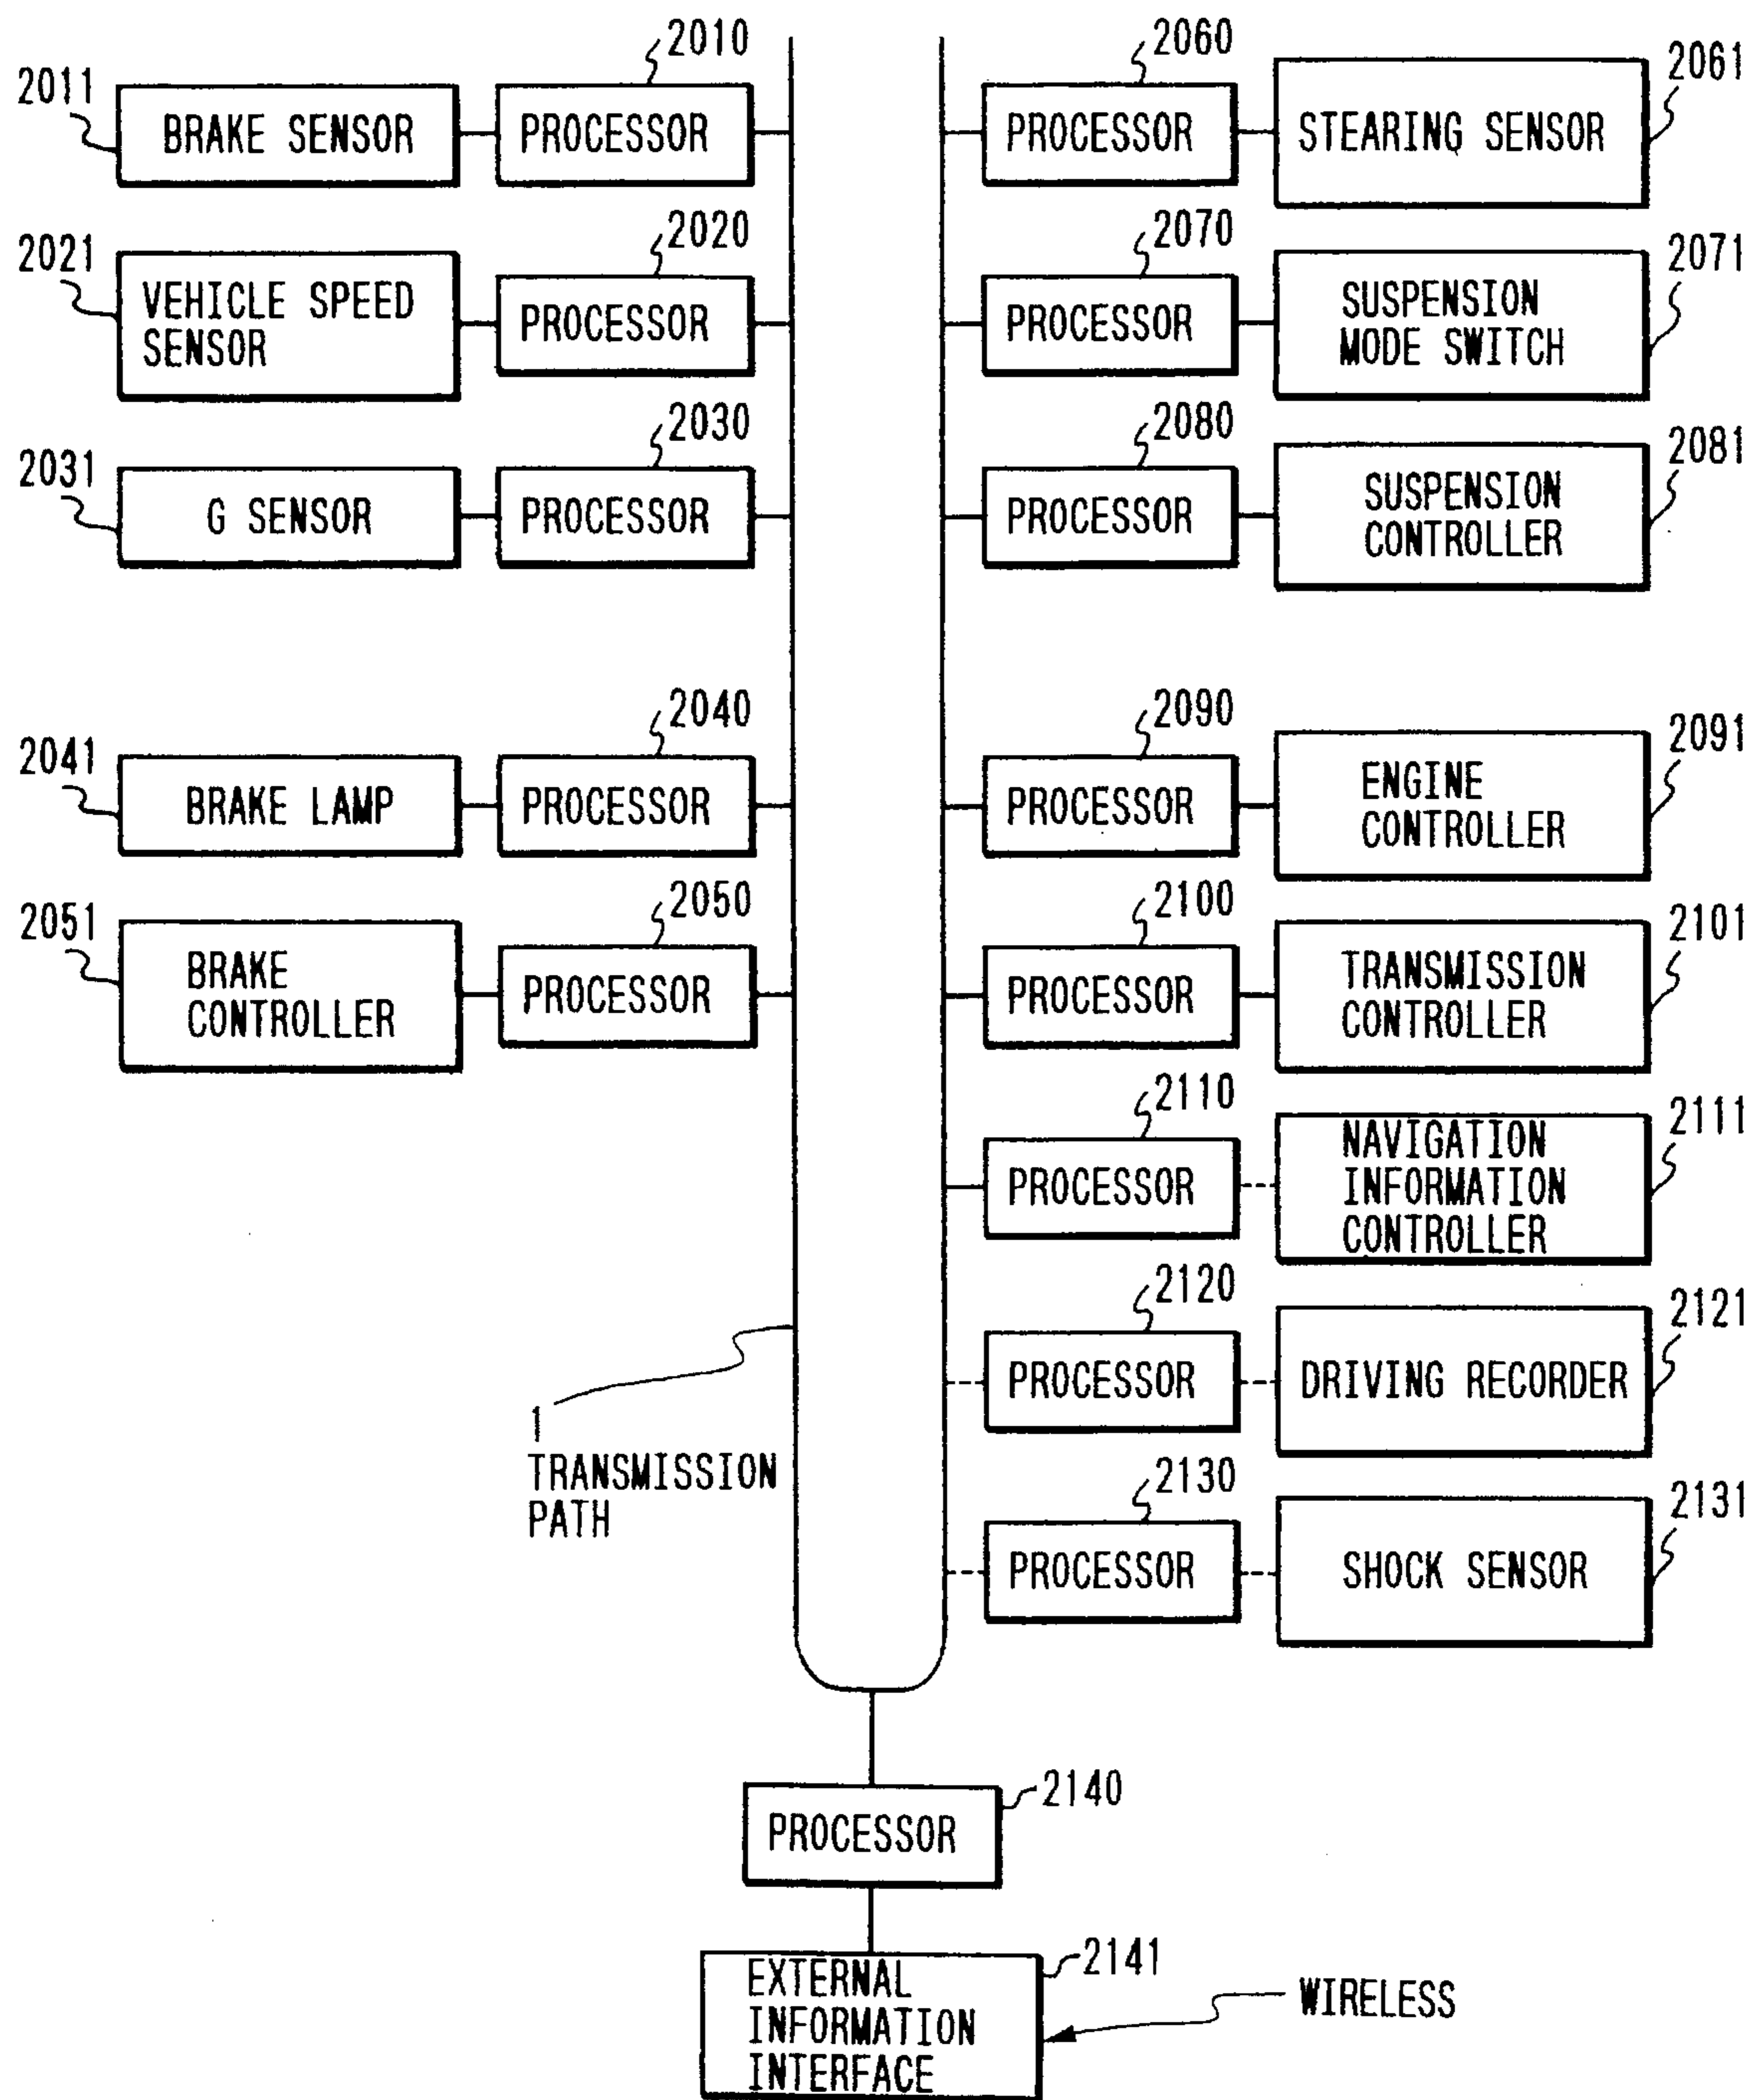 2010
2011
BRAKE SENSOR
PROCESSOR
2060
2061
PROCESSOR
STEARING SENSOR
2020
2021
VEHICLE SPEED
SENSOR
PROCESSOR
2070
2071
PROCESSOR
SUSPENSION
MODE SWITCH
2030
2031
G SENSOR
PROCESSOR
2080
2081
PROCESSOR
SUSPENSION
CONTROLLER
2040
2041
BRAKE LAMP
PROCESSOR
2090
2091
PROCESSOR
ENGINE
CONTROLLER
2050
2051
BRAKE
CONTROLLER
PROCESSOR
2100
2101
PROCESSOR
TRANSMISSION
CONTROLLER
2110
2111
PROCESSOR
NAVIGATION
INFORMATION
CONTROLLER
2120
2121
PROCESSOR
DRIVING RECORDER
1
TRANSMISSION
PATH
2130
2131
PROCESSOR
SHOCK SENSOR
2140
PROCESSOR
2141
EXTERNAL
INFORMATION
INTERFACE
WIRELESS